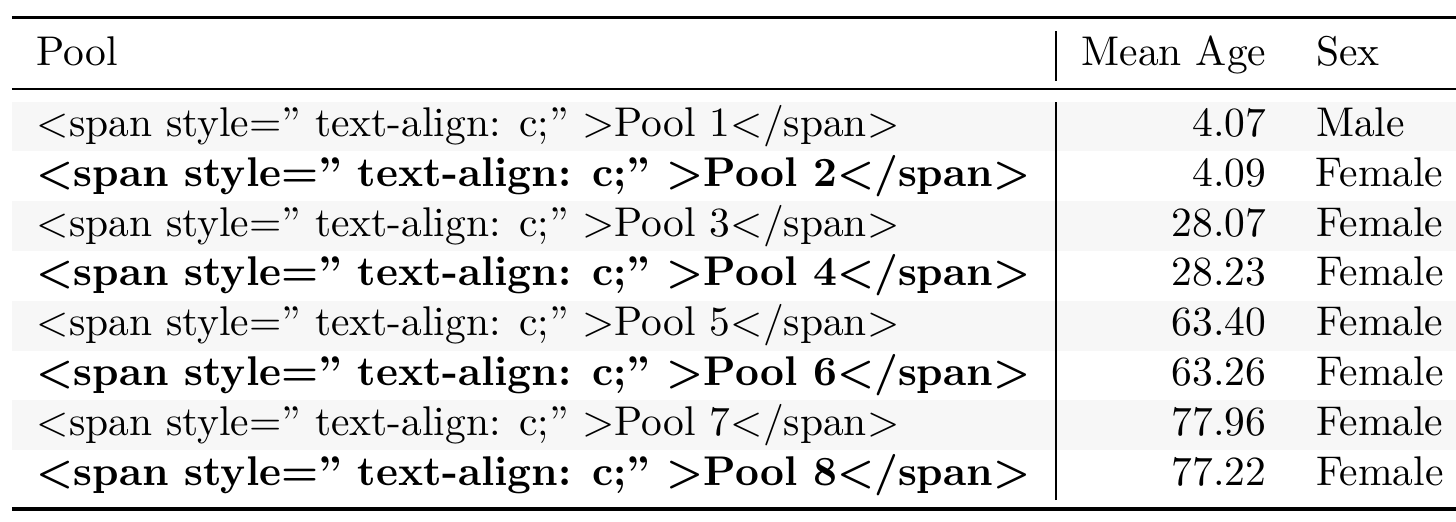 Pool Mean Age Sex
<span style=” text-align: c;” >Pool 1</span> 4.07 Male
<span style=” text-align: c;” >Pool 2</span> 4.09 Female
<span style=” text-align: c;” >Pool 3</span> 28.07 Female
<span style=” text-align: c;” >Pool 4</span> 28.23 Female
<span style=” text-align: c;” >Pool 5</span> 63.40 Female
<span style=” text-align: c;” >Pool 6</span> 63.26 Female
<span style=” text-align: c;” >Pool 7</span> 77.96 Female
<span style=” text-align: c;” >Pool 8</span> 77.22 Female